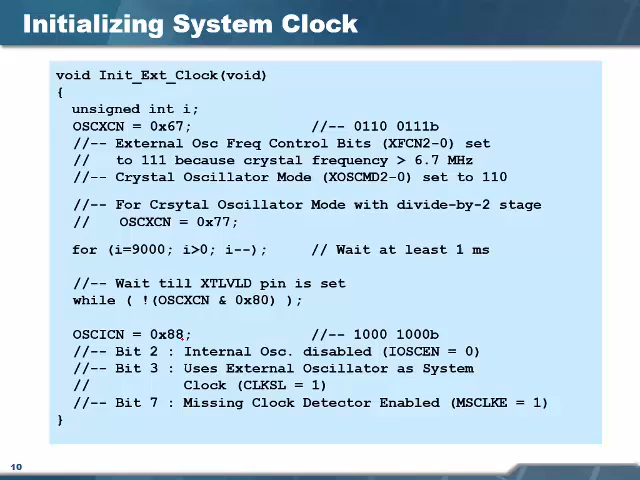 Initializing System Clock
void Init_Ext_Clock(void)
{
unsigned int i;
OSCXCN = 0x67; //-- 0110 0111b
//-- External Osc Freq Control Bits (XFCN2-0) set
// to 111 because crystal frequency > 6.7 MHz
//-- Crystal Oscillator Mode (XOSCMD2-0) set to 110
//-- For Crsytal Oscillator Mode with divide-by-2 stage
// OSCXCN = 0x77;
for (i=9000; i>0; i--); // Wait at least 1 ms
//-- Wait till XTLVLD pin is set
while ( !(OSCXCN & 0x80) );
OSCICN = 0x88; //-- 1000 1000b
//-- Bit 2 : Internal Osc. disabled (IOSCEN = 0)
//-- Bit 3 : Uses External Oscillator as System
// Clock (CLKSL = 1)
//-- Bit 7 : Missing Clock Detector Enabled (MSCLKE = 1)
}
10